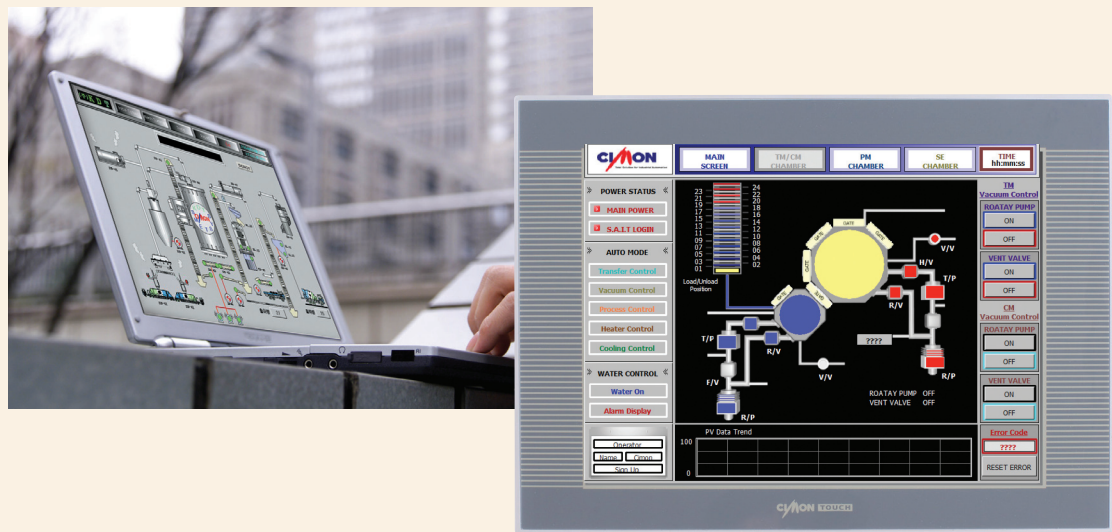 CIMON
MAIN
SCREEN
TM/CM
CHAMBER
PM
CHAMBER
SE
CHAMBER
TIME
hh:mm:ss
POWER STATUS
MAIN POWER
S.A.I.T LOGIN
AUTO MODE
Transfer Control
Vacuum Control
Process Control
Heater Control
Cooling Control
WATER CONTROL
Water On
Alarm Display
Operator
Name Cimon
Sign Up
23 24
21 22
19 20
17 18
15 16
13 14
11 12
09 10
07 08
05 06
03 04
01 02
Load/Unload
Position
GATE
GATE
GATE
GATE
GATE
GATE
V/V
H/V
T/P
R/V
????
R/P
T/P
R/V
F/V
V/V
R/P
ROATAY PUMP OFF
VENT VALVE OFF
PV Data Trend
100
0
TM
Vacuum Control
ROATAY PUMP
ON
OFF
VENT VALVE
ON
OFF
CM
Vacuum Control
ROATAY PUMP
ON
OFF
VENT VALVE
ON
OFF
Error Code
????
RESET ERROR
CIMON TOUCH